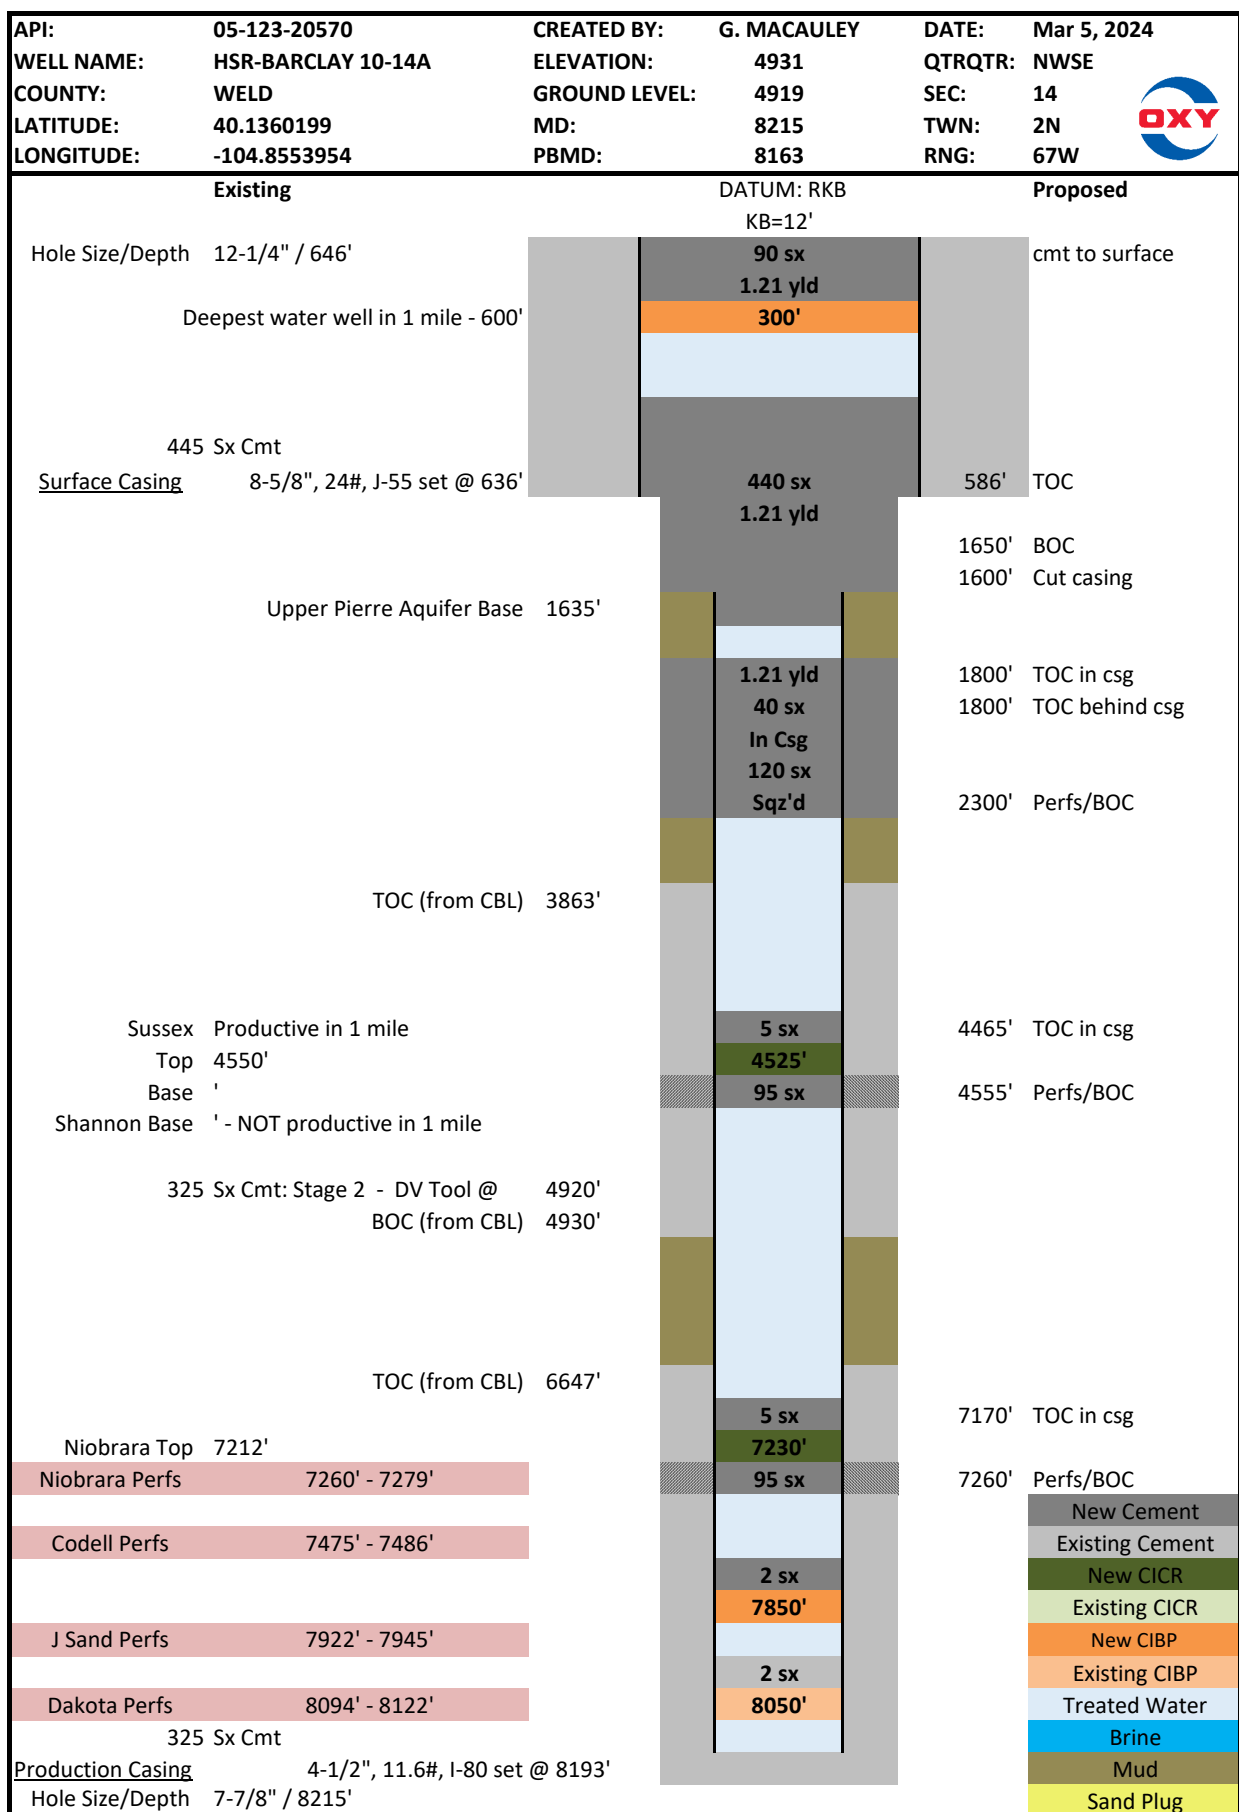 API: 05-123-20570 CREATED BY: G. MACAULEY DATE: Mar 5, 2024
WELL NAME: HSR-BARCLAY 10-14A ELEVATION: 4931 QTRQTR: NWSE
COUNTY: WELD GROUND LEVEL: 4919 SEC: 14
LATITUDE: 40.1360199 MD: 8215 TWN: 2N
OXY
LONGITUDE: -104.8553954 PBMD: 8163 RNG: 67W
Existing DATUM: RKB Proposed
KB=12'
Hole Size/Depth 12-1/4" / 646' 90 sx cmt to surface
1.21 yld
Deepest water well in 1 mile - 600' 300'
445 Sx Cmt
Surface Casing 8-5/8", 24#, J-55 set @ 636' 440 sx 586' TOC
1.21 yld
1650' BOC
1600' Cut casing
Upper Pierre Aquifer Base 1635'
1.21 yld 1800' TOC in csg
40 sx 1800' TOC behind csg
In Csg
120 sx
Sqz'd 2300' Perfs/BOC
TOC (from CBL) 3863'
Sussex Productive in 1 mile 5 sx 4465' TOC in csg
Top 4550' 4525'
Base ' 95 sx 4555' Perfs/BOC
Shannon Base ' - NOT productive in 1 mile
325 Sx Cmt: Stage 2 - DV Tool @ 4920'
BOC (from CBL) 4930'
TOC (from CBL) 6647'
5 sx 7170' TOC in csg
Niobrara Top 7212' 7230'
Niobrara Perfs 7260' - 7279' 95 sx 7260' Perfs/BOC
New Cement
Codell Perfs 7475' - 7486' Existing Cement
2 sx New CICR
7850' Existing CICR
J Sand Perfs 7922' - 7945' New CIBP
2 sx Existing CIBP
Dakota Perfs 8094' - 8122' 8050' Treated Water
325 Sx Cmt Brine
Production Casing 4-1/2", 11.6#, I-80 set @ 8193' Mud
Hole Size/Depth 7-7/8" / 8215' Sand Plug